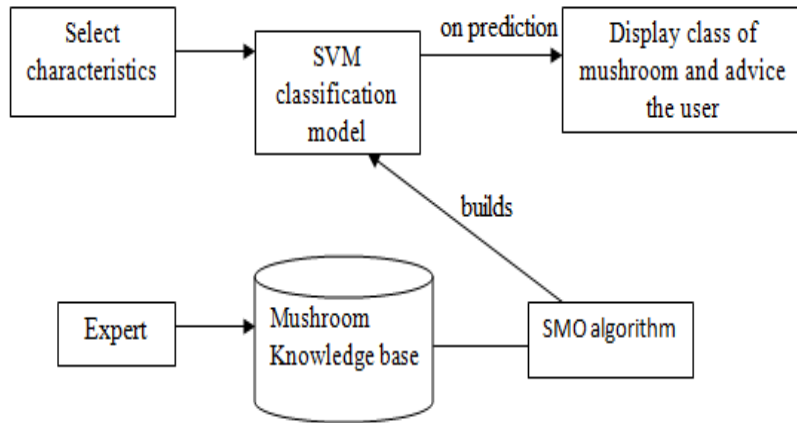 Select
characteristics
SVM
classification
model
on prediction
Display class of
mushroom and advice
the user
builds
Expert
Mushroom
Knowledge base
SMO algorithm